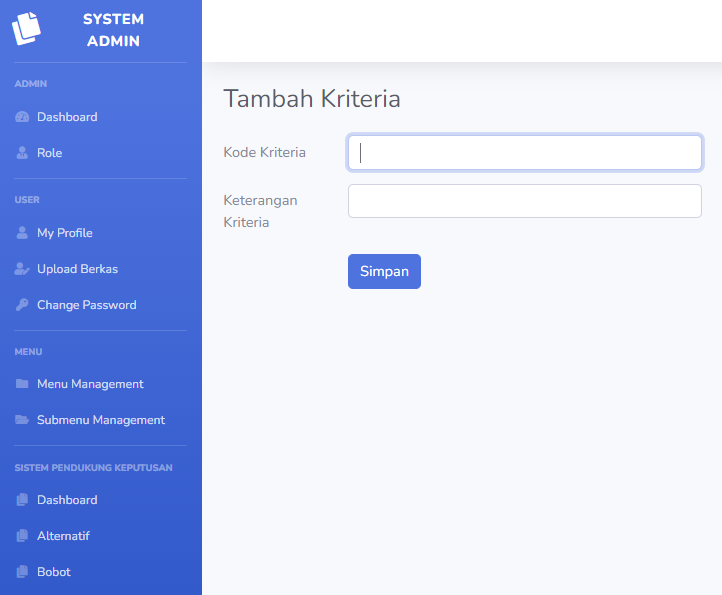 SYSTEM
ADMIN
ADMIN
Dashboard
Role
USER
My Profile
Upload Berkas
Change Password
MENU
Menu Management
Submenu Management
SISTEM PENDUKUNG KEPUTUSAN
Dashboard
Alternatif
Bobot
Tambah Kriteria
Kode Kriteria
Keterangan
Kriteria
Simpan